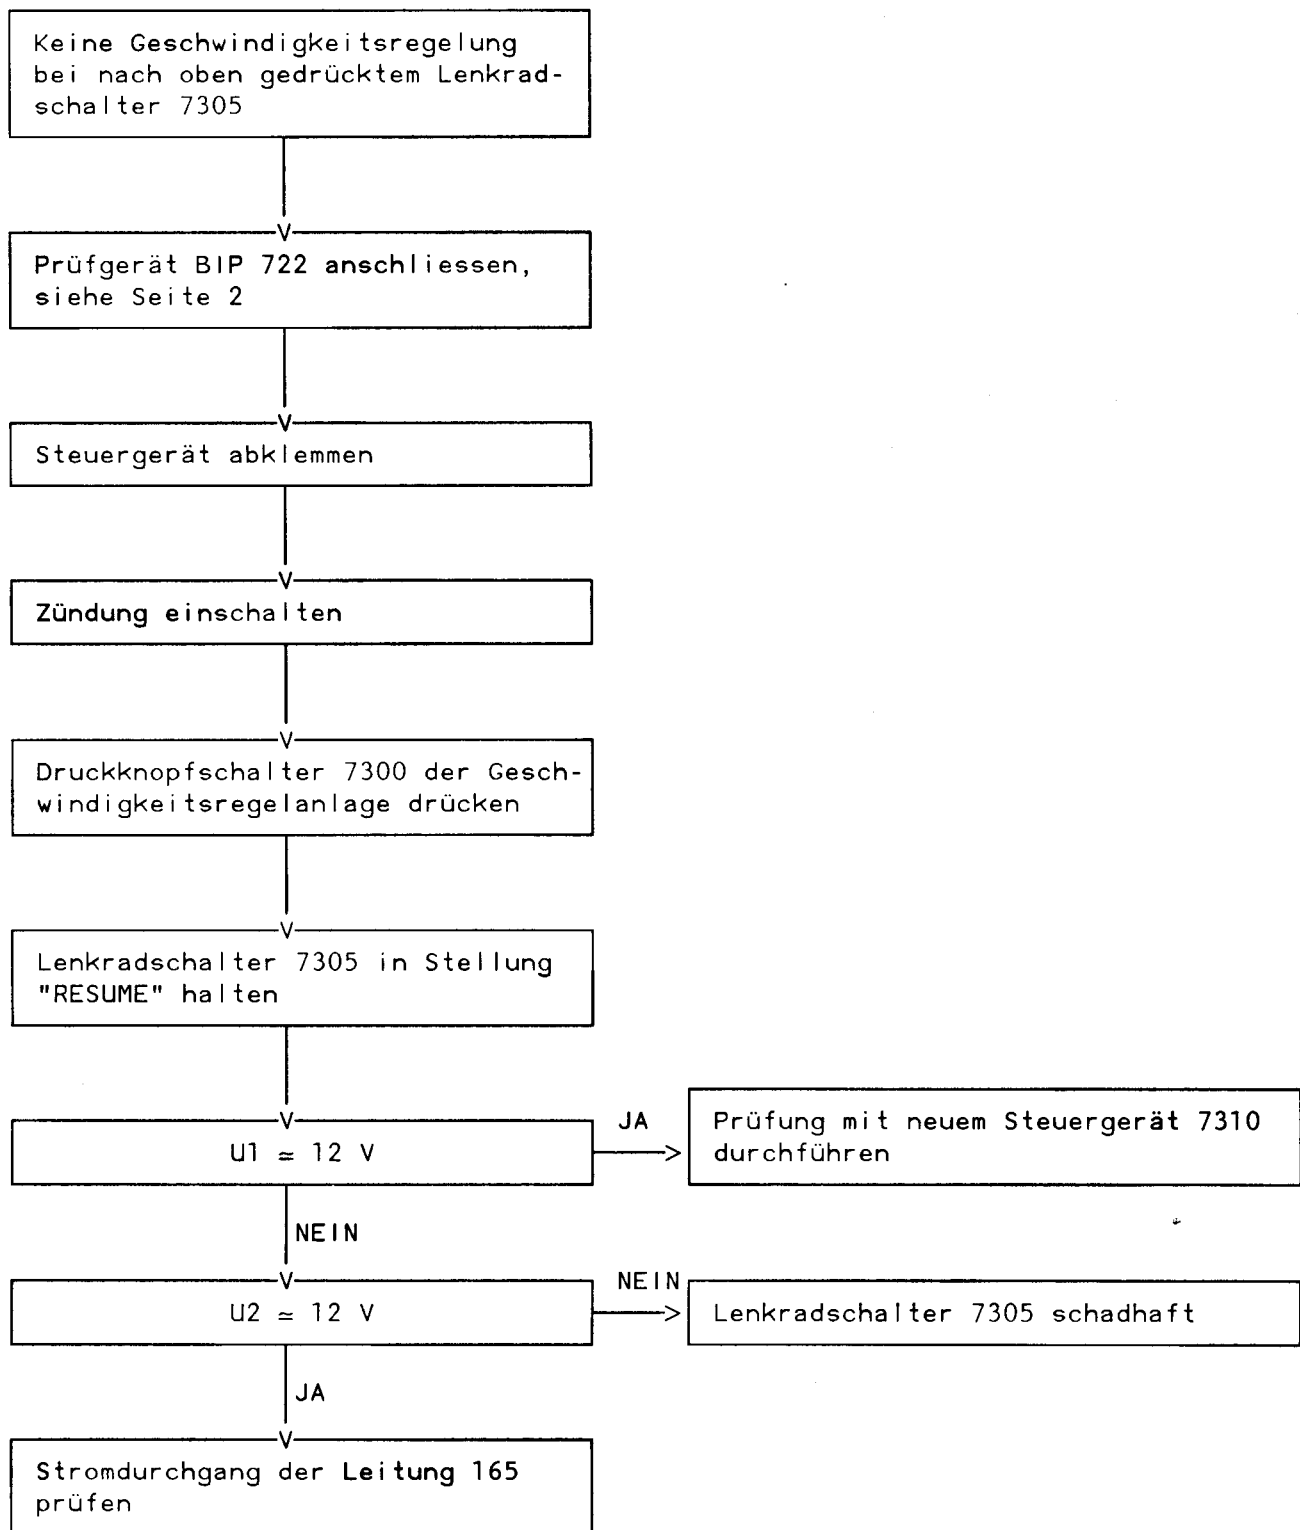 Keine Geschwindigkeitsregelung
bei nach oben gedrücktem Lenkrad-
schalter 7305
Prüfgerät BIP 722 anschliessen,
siehe Seite 2
Steuergerät abklemmen
Zündung einschalten
Druckknopfschalter 7300 der Gesch-
windigkeitsregelanlage drücken
Lenkradschalter 7305 in Stellung
"RESUME" halten
U1 ≃ 12 V
JA
Prüfung mit neuem Steuergerät 7310
durchführen
NEIN
U2 ≃ 12 V
NEIN
Lenkradschalter 7305 schadhaft
JA
Stromdurchgang der Leitung 165
prüfen